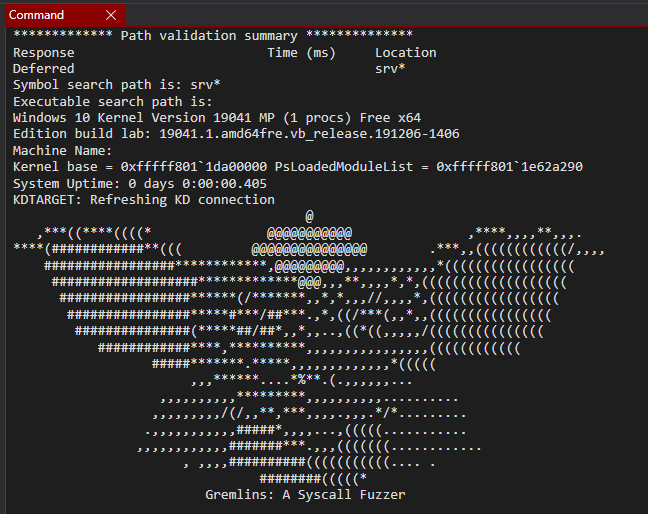 Command
************* Path validation summary **************
Response                         Time (ms)     Location
Deferred                                       srv*
Symbol search path is: srv*
Executable search path is:
Windows 10 Kernel Version 19041 MP (1 procs) Free x64
Edition build lab: 19041.1.amd64fre.vb_release.191206-1406
Machine Name:
Kernel base = 0xfffff801`1da00000 PsLoadedModuleList = 0xfffff801`1e62a290
System Uptime: 0 days 0:00:00.405
KDTARGET: Refreshing KD connection
Gremlins: A Syscall Fuzzer